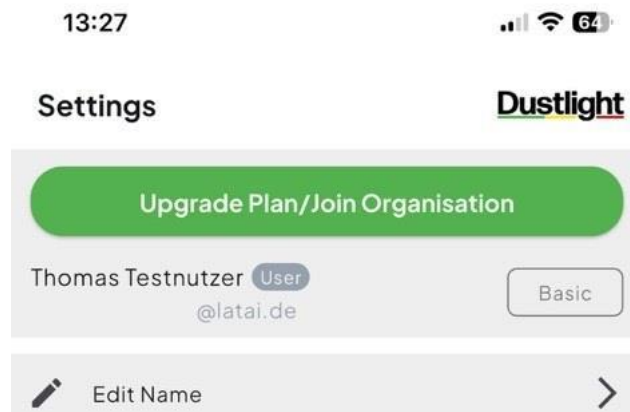 13:27
64
Settings
Dustlight
Upgrade Plan/Join Organisation
Thomas Testnutzer User
@latai.de
Basic
Edit Name